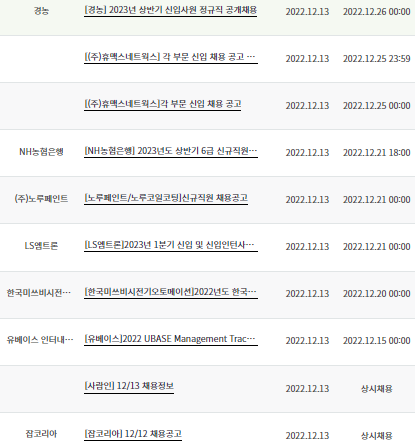 경농 [경농] 2023년 상반기 신입사원 정규직 공개채용 2022.12.13 2022.12.26 00:00
[(주)휴맥스네트웍스] 각 부문 신입 채용 공고 … 2022.12.13 2022.12.25 23:59
[(주)휴맥스네트웍스]각 부문 신입 채용 공고 2022.12.13 2022.12.25 00:00
NH농협은행 [NH농협은행] 2023년도 상반기 6급 신규직원… 2022.12.13 2022.12.21 18:00
(주)노루페인트 [노루페인트/노루코일코팅]신규직원 채용공고 2022.12.13 2022.12.21 00:00
LS엠트론 [LS엠트론]2023년 1분기 신입 및 신입인턴사… 2022.12.13 2022.12.21 00:00
한국미쓰비시전… [한국미쓰비시전기오토메이션]2022년도 한국… 2022.12.13 2022.12.20 00:00
유베이스 인터내… [유베이스]2022 UBASE Management Trac… 2022.12.13 2022.12.15 00:00
[사람인] 12/13 채용정보 2022.12.13 상시채용
잡코리아 [잡코리아] 12/12 채용공고 2022.12.13 상시채용